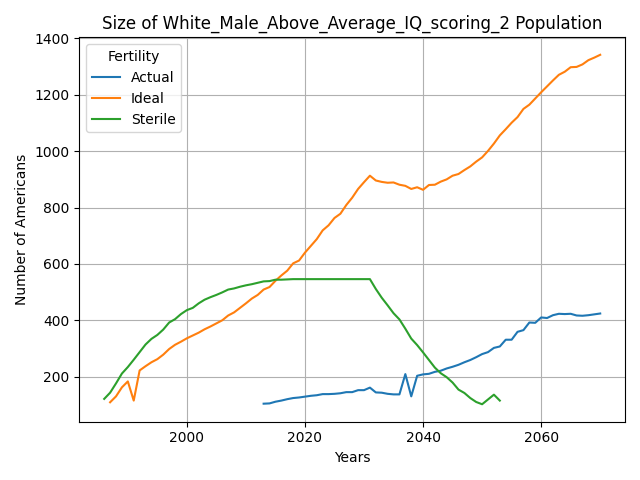 Size of White_Male_Above_Average_IQ_scoring_2 Population
Fertility
Actual
Ideal
Sterile
Number of Americans
1400
1200
1000
800
600
400
200
2000
2020
2040
2060
Years